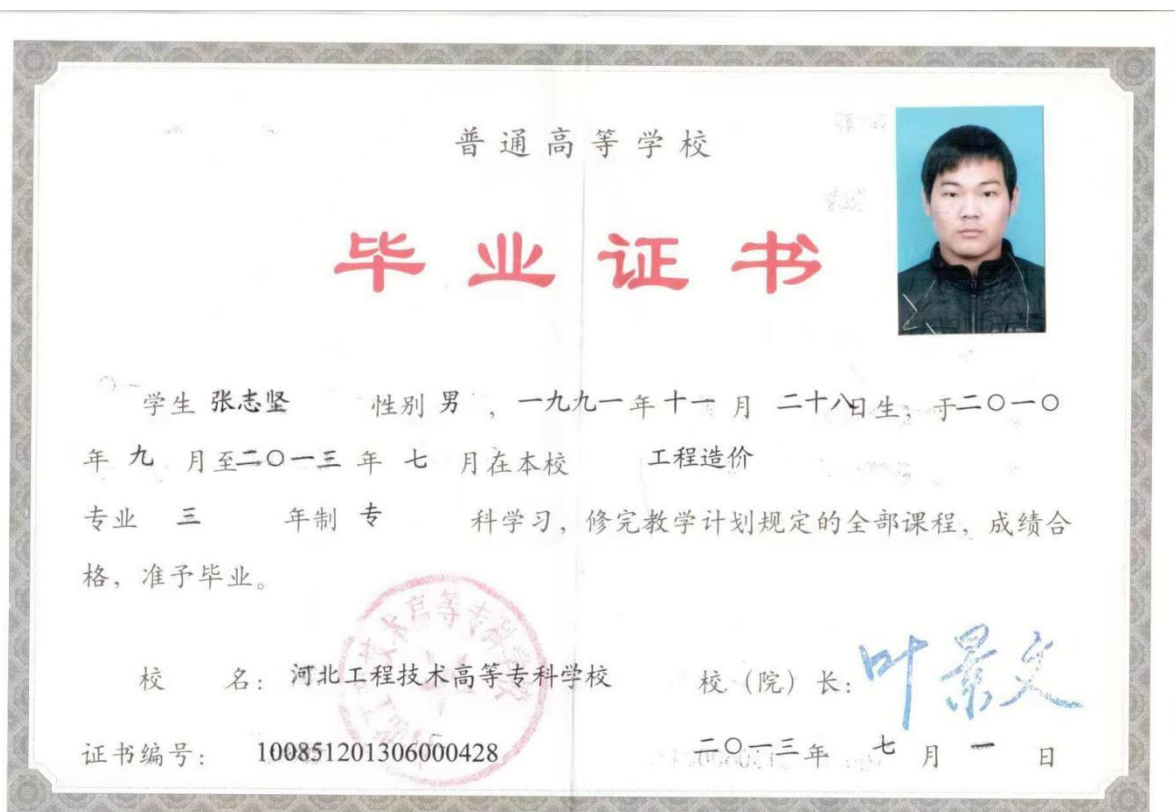 普通高等学校
毕业证书
学生 张志坚 性别 男 ，一九九一年十一月 二十八日生，于二〇一〇
年 九 月至二〇一三 年 七 月在本校 工程造价
专业 三 年制 专 科学习，修完教学计划规定的全部课程，成绩合
格，准予毕业。
校 名： 河北工程技术高等专科学校 校（院）长：叶景文
证书编号： 100851201306000428 二〇一三年 七 月 一 日